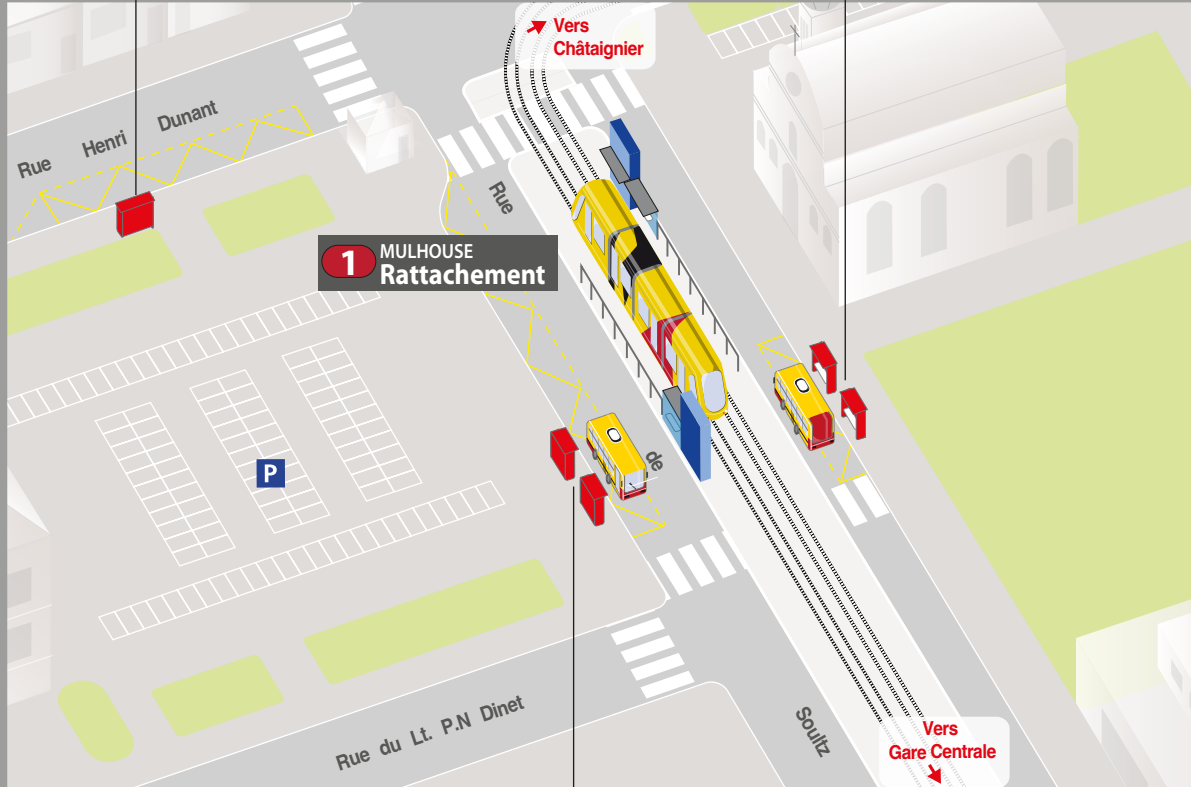 Vers
Châtaignier
Rue Henri Dunant
Rue de Soultz
1 MULHOUSE
Rattachement
P
Rue du Lt. P.N Dinet
Vers
Gare Centrale